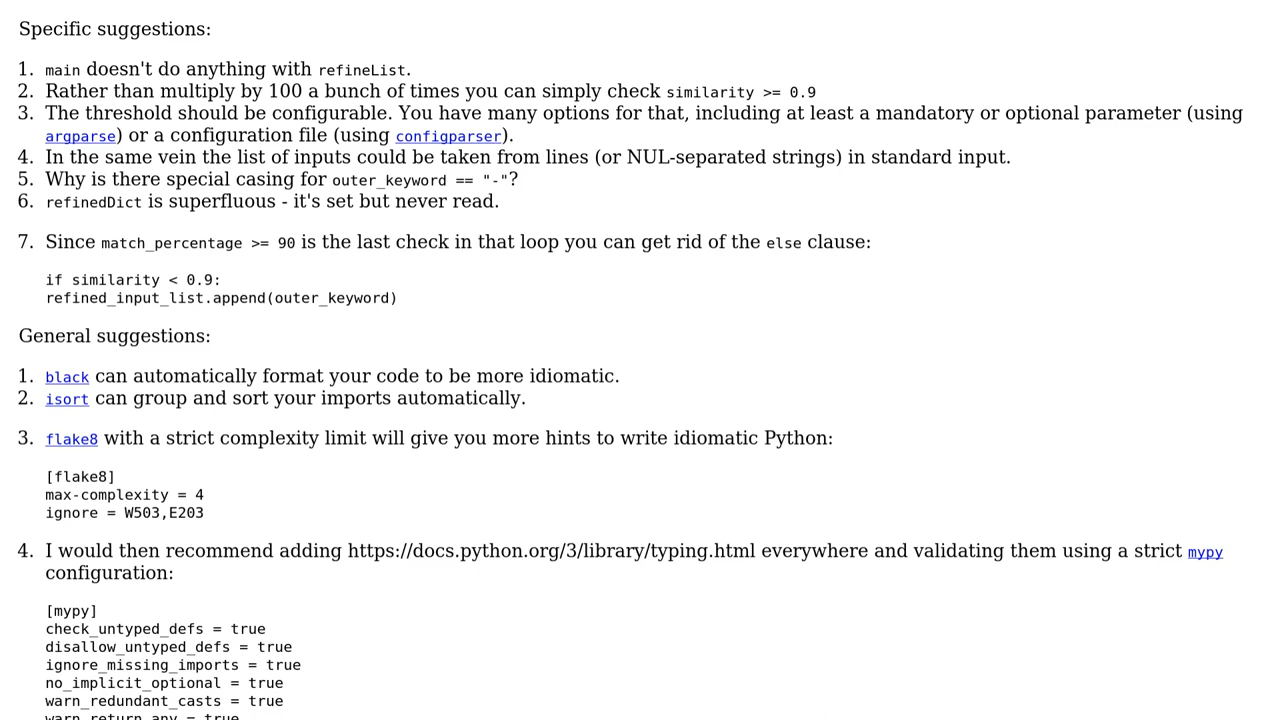 Specific suggestions:
1. main doesn't do anything with refineList.
2. Rather than multiply by 100 a bunch of times you can simply check similarity >= 0.9
3. The threshold should be configurable. You have many options for that, including at least a mandatory or optional parameter (using
argparse) or a configuration file (using configparser).
4. In the same vein the list of inputs could be taken from lines (or NUL-separated strings) in standard input.
5. Why is there special casing for outer_keyword == "-"?
6. refinedDict is superfluous - it's set but never read.
7. Since match_percentage >= 90 is the last check in that loop you can get rid of the else clause:
if similarity < 0.9:
refined_input_list.append(outer_keyword)
General suggestions:
1. black can automatically format your code to be more idiomatic.
2. isort can group and sort your imports automatically.
3. flake8 with a strict complexity limit will give you more hints to write idiomatic Python:
[flake8]
max-complexity = 4
ignore = W503,E203
4. I would then recommend adding https://docs.python.org/3/library/typing.html everywhere and validating them using a strict mypy
configuration:
[mypy]
check_untyped_defs = true
disallow_untyped_defs = true
ignore_missing_imports = true
no_implicit_optional = true
warn_redundant_casts = true
warn_return_any = true